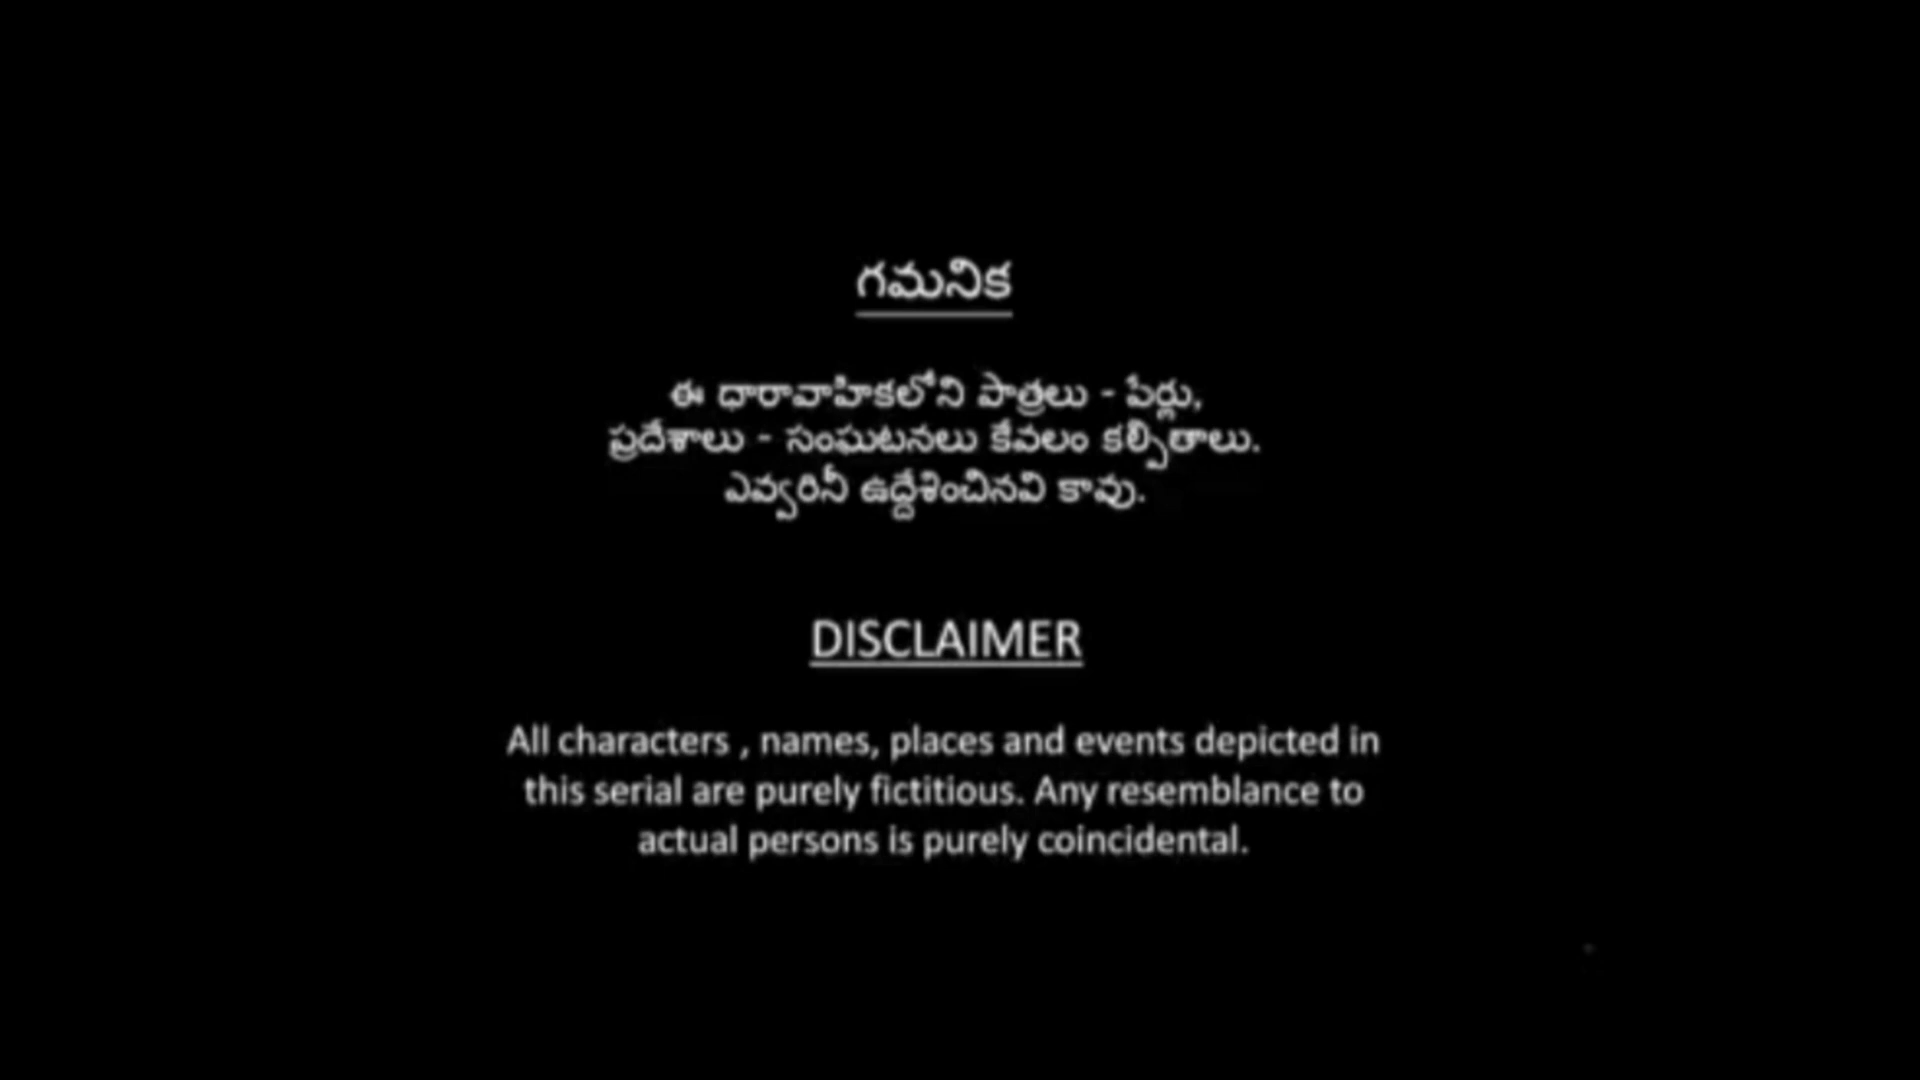 గమనిక
ఈ ధారావాహికలోని పాత్రలు - పేర్లు,
ప్రదేశాలు - సంఘటనలు కేవలం కల్పితాలు.
ఎవ్వరినీ ఉద్దేశించినవి కావు.
DISCLAIMER
All characters , names, places and events depicted in
this serial are purely fictitious. Any resemblance to
actual persons is purely coincidental.